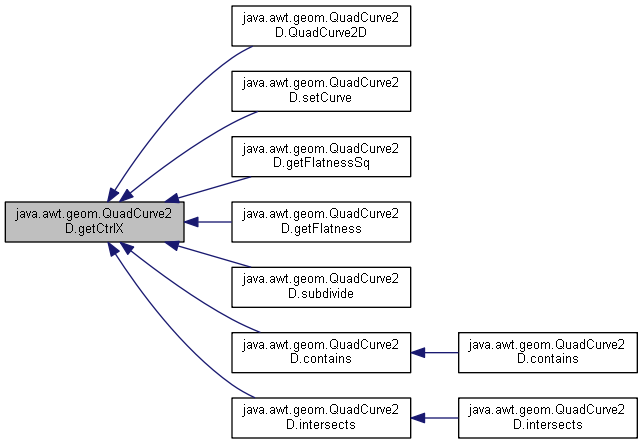 java.awt.geom.QuadCurve2
D.QuadCurve2D
java.awt.geom.QuadCurve2
D.setCurve
java.awt.geom.QuadCurve2
D.getFlatnessSq
java.awt.geom.QuadCurve2
D.getCtrlX
java.awt.geom.QuadCurve2
D.getFlatness
java.awt.geom.QuadCurve2
D.subdivide
java.awt.geom.QuadCurve2
D.contains
java.awt.geom.QuadCurve2
D.contains
java.awt.geom.QuadCurve2
D.intersects
java.awt.geom.QuadCurve2
D.intersects